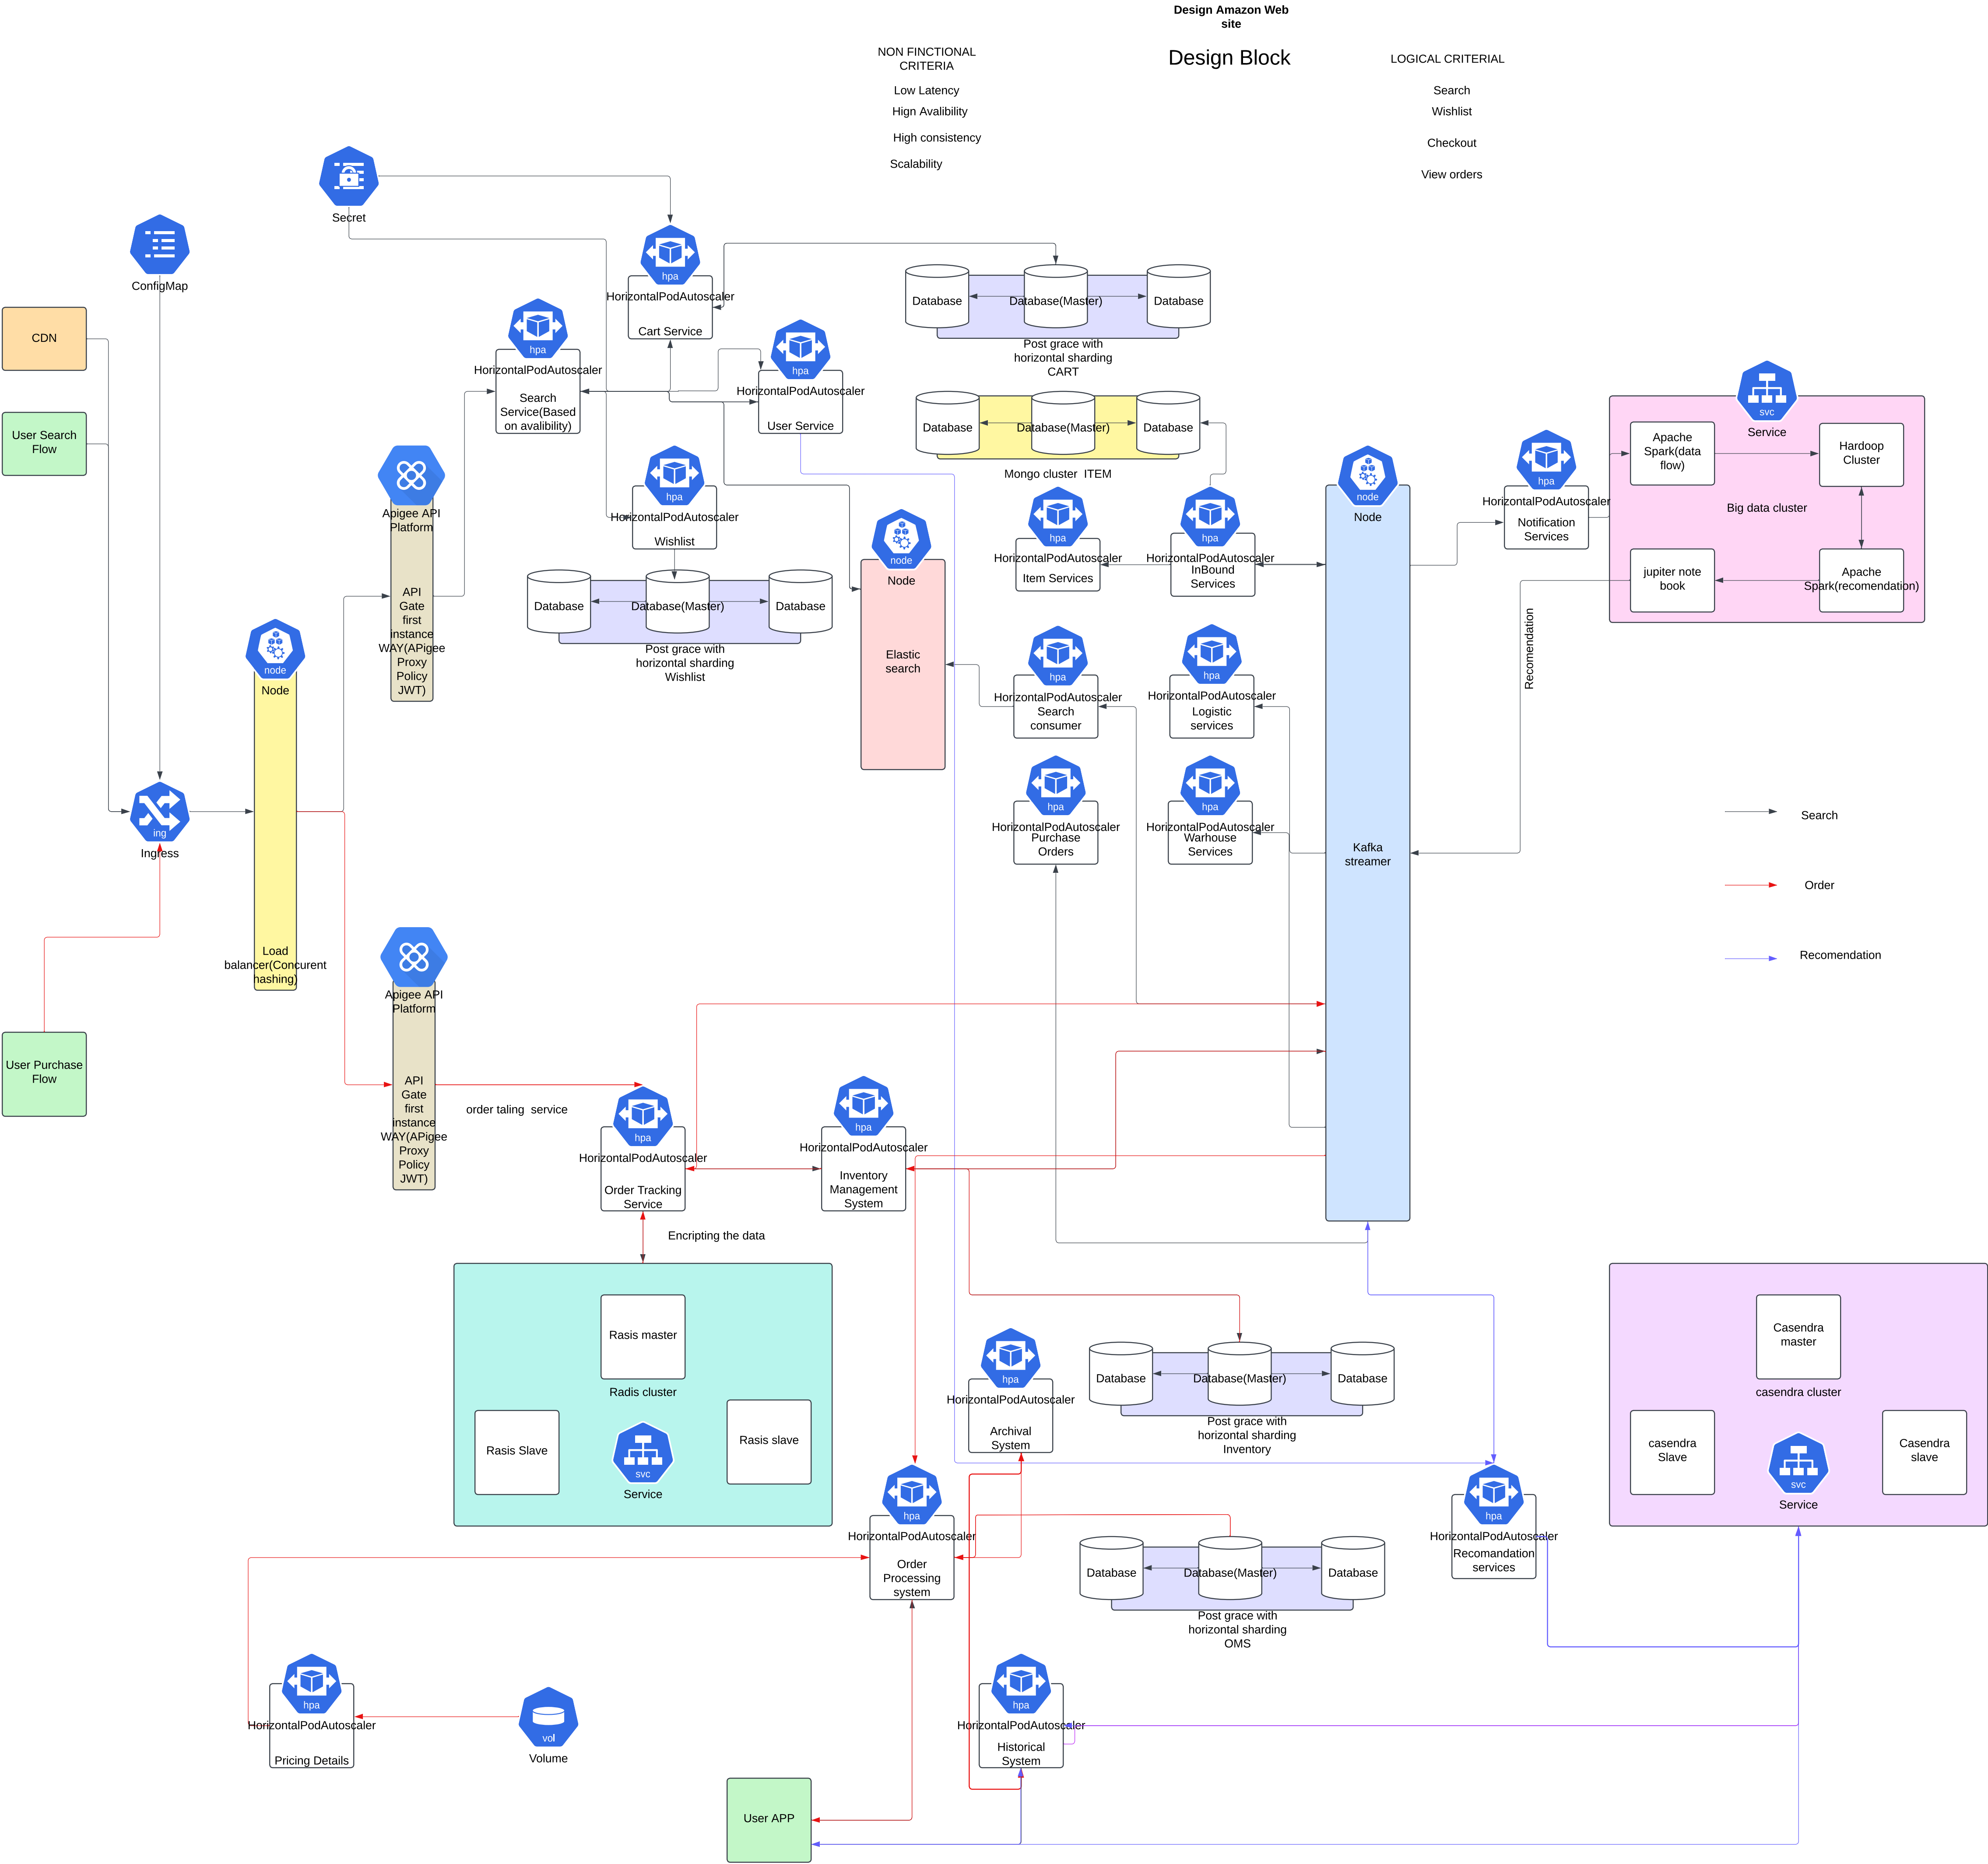 Design Amazon Web
site
Design Block
NON FINCTIONAL
CRITERIA
Low Latency
Hign Avalibility
High consistency
Scalability
LOGICAL CRITERIAL
Search
Wishlist
Checkout
View orders
Secret
ConfigMap
CDN
User Search
Flow
ing
Ingress
User Purchase
Flow
node
Node
Load
balancer(Concurent
hashing)
Apigee API
Platform
API
Gate
first
instance
WAY(APigee
Proxy
Policy
JWT)
Apigee API
Platform
API
Gate
first
instance
WAY(APigee
Proxy
Policy
JWT)
hpa
HorizontalPodAutoscaler
Cart Service
hpa
HorizontalPodAutoscaler
Search
Service(Based
on avalibility)
hpa
HorizontalPodAutoscaler
User Service
hpa
HorizontalPodAutoscaler
Wishlist
Database
Database(Master)
Database
Post grace with
horizontal sharding
Wishlist
Database
Database(Master)
Database
Post grace with
horizontal sharding
CART
Database
Database(Master)
Database
Mongo cluster  ITEM
node
Node
Elastic
search
hpa
HorizontalPodAutoscaler
Item Services
hpa
HorizontalPodAutoscaler
InBound
Services
hpa
HorizontalPodAutoscaler
Search
consumer
hpa
HorizontalPodAutoscaler
Logistic
services
hpa
HorizontalPodAutoscaler
Purchase
Orders
hpa
HorizontalPodAutoscaler
Warhouse
Services
node
Node
Kafka
streamer
hpa
HorizontalPodAutoscaler
Notification
Services
svc
Service
Apache
Spark(data
flow)
Hardoop
Cluster
Big data cluster
jupiter note
book
Apache
Spark(recomendation)
Recomendation
Search
Order
Recomendation
order taling  service
hpa
HorizontalPodAutoscaler
Order Tracking
Service
hpa
HorizontalPodAutoscaler
Inventory
Management
System
Encripting the data
Rasis master
Radis cluster
Rasis Slave
Rasis slave
svc
Service
hpa
HorizontalPodAutoscaler
Archival
System
Database
Database(Master)
Database
Post grace with
horizontal sharding
Inventory
hpa
HorizontalPodAutoscaler
Order
Processing
system
Database
Database(Master)
Database
Post grace with
horizontal sharding
OMS
hpa
HorizontalPodAutoscaler
Recomandation
services
Casendra
master
casendra cluster
casendra
Slave
Casendra
slave
svc
Service
hpa
HorizontalPodAutoscaler
Pricing Details
vol
Volume
hpa
HorizontalPodAutoscaler
Historical
System
User APP